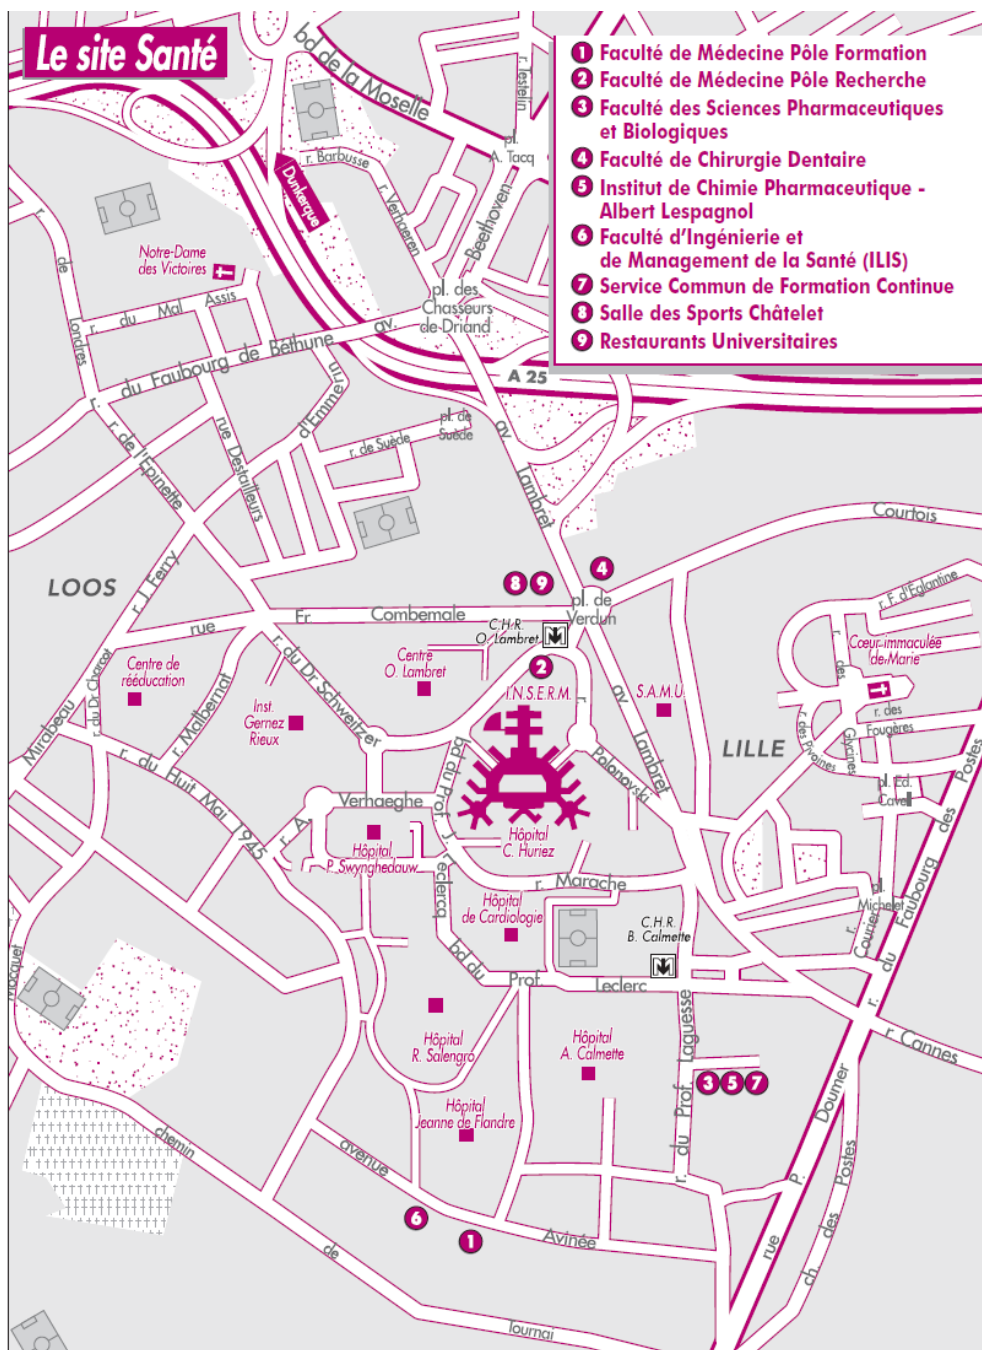 Le site Santé
1 Faculté de Médecine Pôle Formation
2 Faculté de Médecine Pôle Recherche
3 Faculté des Sciences Pharmaceutiques
et Biologiques
4 Faculté de Chirurgie Dentaire
5 Institut de Chimie Pharmaceutique -
Albert Lespagnol
6 Faculté d'Ingénierie et
de Management de la Santé (ILIS)
7 Service Commun de Formation Continue
8 Salle des Sports Châtelet
9 Restaurants Universitaires
bd de la Moselle
r. Testelin
pl.
A. Tacq
r. Barbusse
Dunkerque
r. Verhaeren
Beethoven
r. de Londres
Notre-Dame
des Victoires
r. du Mal Assis
pl. des
Chasseurs
de Driand
r. du Faubourg de Béthune
av.
A 25
r. de l'Epinette
rue Destailleurs
d'Emmerin
r. de Suède
pl. de
Suède
av. Lambret
Courtois
LOOS
r. J. Ferry
8 9
4
pl. de
Verdun
rue Fr Combemale
C.H.R.
O. Lambret
2
I.N.S.E.R.M.
r. F. d'Eglantine
Cœur immaculée
de Marie
r. des Glycines
r. des
Fougères
r. des Pivoines
Centre de
rééducation
r. du Dr Charcot
Mirabeau
r. Malbernat
r. du Dr Schweitzer
Inst.
Gernez
Rieux
Centre
O. Lambret
S.A.M.U.
av. Lambret
LILLE
r. Polonovski
pl. Ed.
Cavell
r. du Huit Mai 1945
r. A. Verhaeghe
bd du Prof. J. Leclercq
Hôpital
P. Swynghedauw
Hôpital
C. Huriez
r. Marache
Hôpital
de Cardiologie
C.H.R.
B. Calmette
pl.
Michelet
r. Courier
r. du Faubourg des Postes
bd du Prof. Leclerc
Mocquet
Hôpital
R. Salengro
Hôpital
A. Calmette
r. du Prof. Laguesse
r. Cannes
3 5 7
Hôpital
Jeanne de Flandre
rue P. Doumer
ch. des Postes
avenue Avinée
6
1
chemin de Tournai